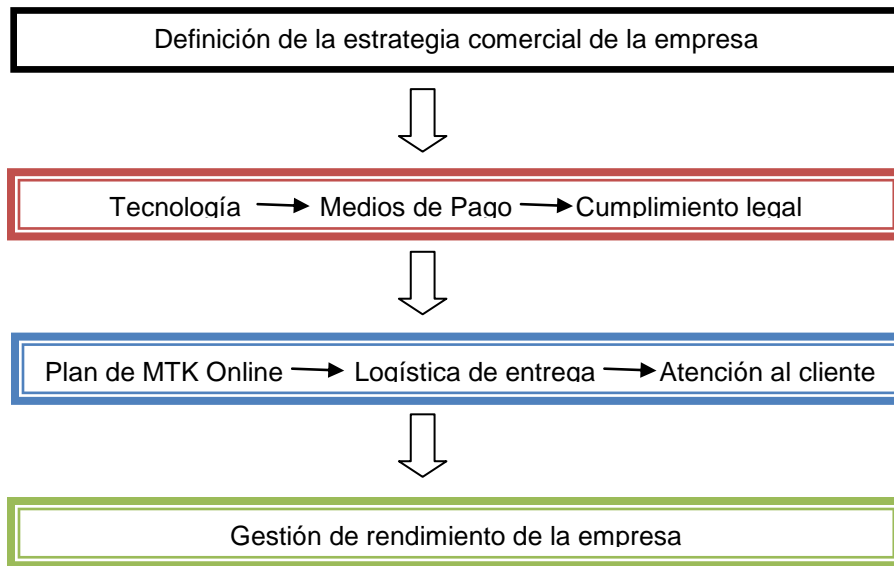 Definición de la estrategia comercial de la empresa
Tecnología Medios de Pago Cumplimiento legal
Plan de MTK Online Logística de entrega Atención al cliente
Gestión de rendimiento de la empresa